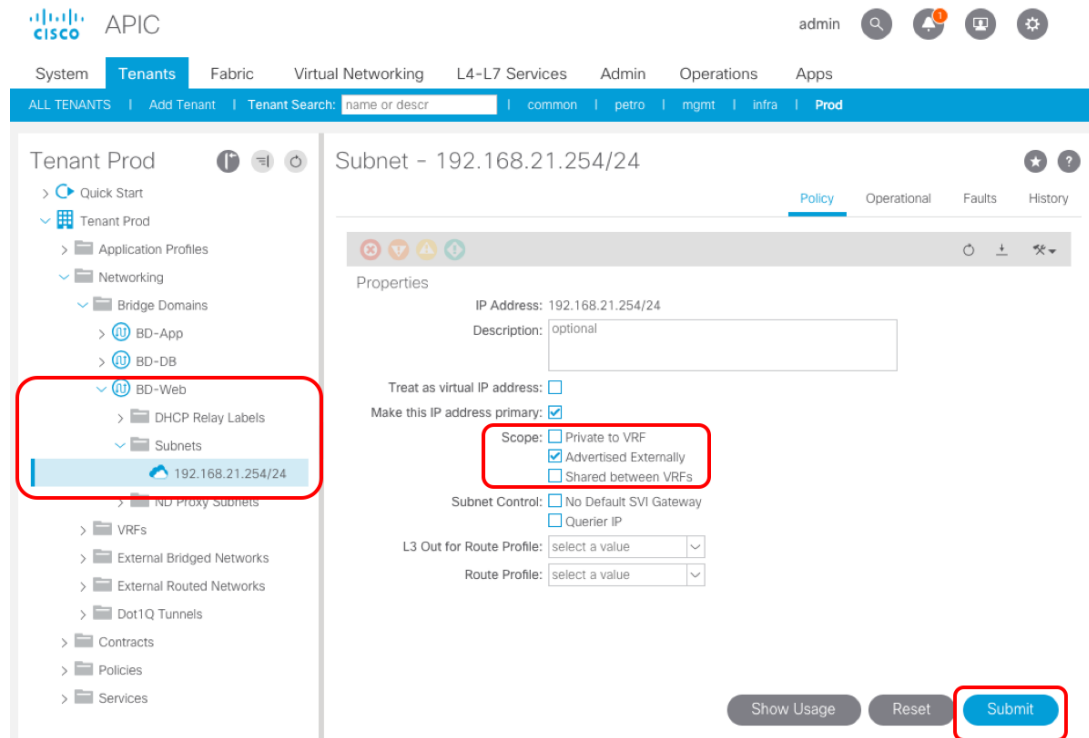 CISCO APIC admin 1
System Tenants Fabric Virtual Networking L4-L7 Services Admin Operations Apps
ALL TENANTS | Add Tenant | Tenant Search: name or descr | common | petro | mgmt | infra | Prod
Tenant Prod
Quick Start
Tenant Prod
Application Profiles
Networking
Bridge Domains
BD-App
BD-DB
BD-Web
DHCP Relay Labels
Subnets
192.168.21.254/24
ND Proxy Subnets
VRFs
External Bridged Networks
External Routed Networks
Dot1Q Tunnels
Contracts
Policies
Services
Subnet - 192.168.21.254/24 ?
Policy Operational Faults History
Properties
IP Address: 192.168.21.254/24
Description: optional
Treat as virtual IP address:
Make this IP address primary:
Scope: Private to VRF
Advertised Externally
Shared between VRFs
Subnet Control: No Default SVI Gateway
Querier IP
L3 Out for Route Profile: select a value
Route Profile: select a value
Show Usage Reset Submit